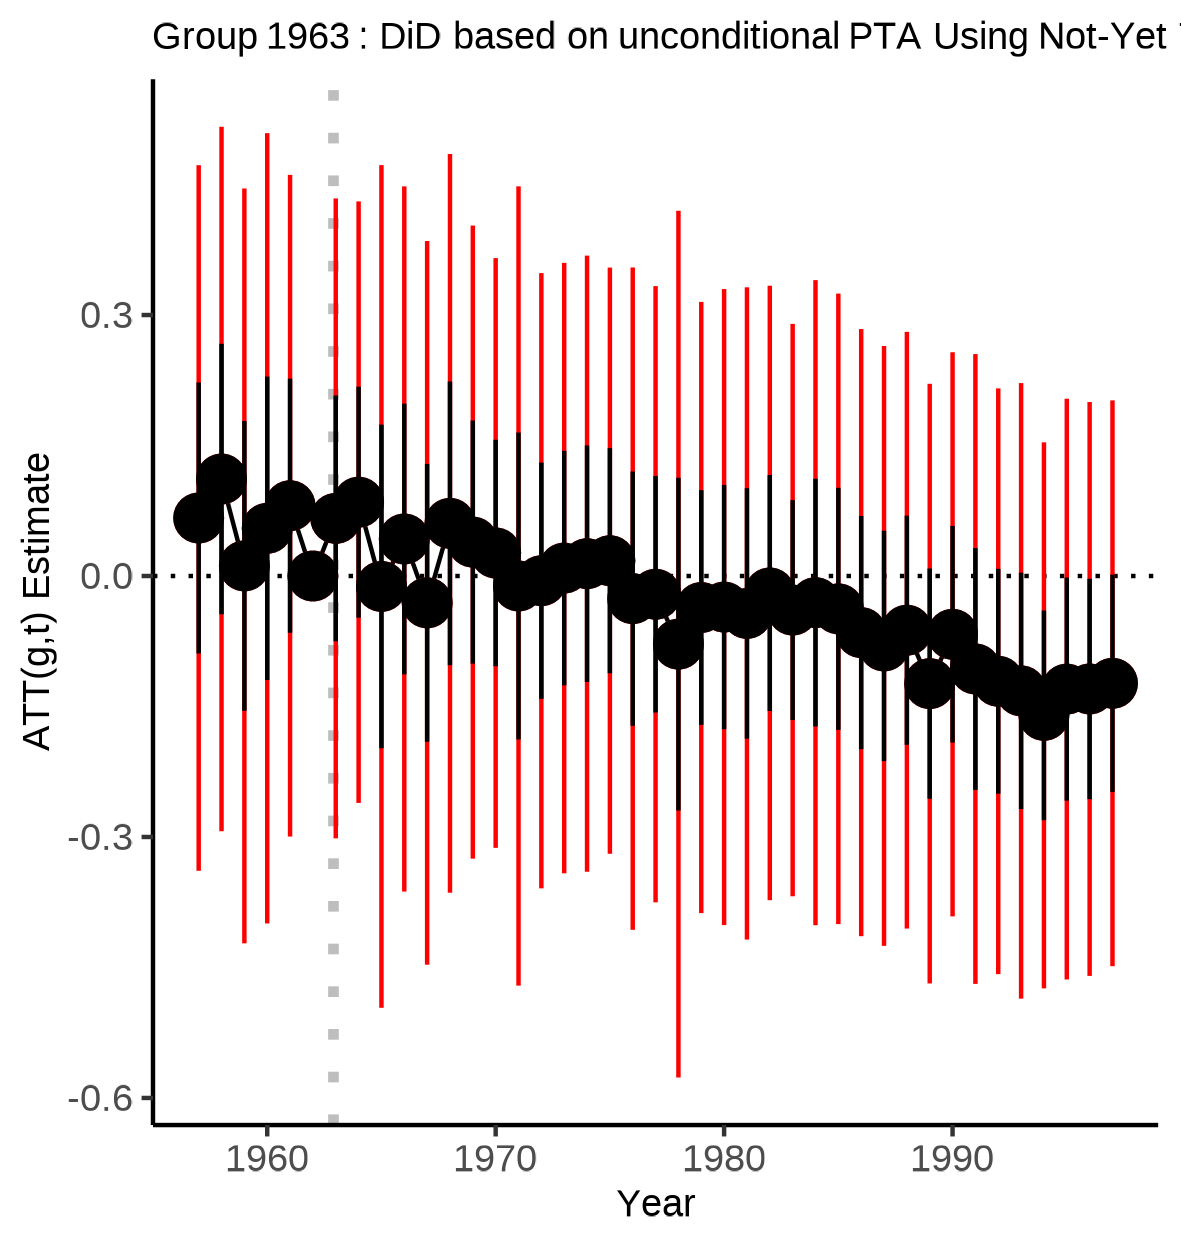 Group 1963 : DiD based on unconditional PTA Using Not-Yet
0.3
0.0
-0.3
-0.6
ATT(g,t) Estimate
1960 1970 1980 1990
Year